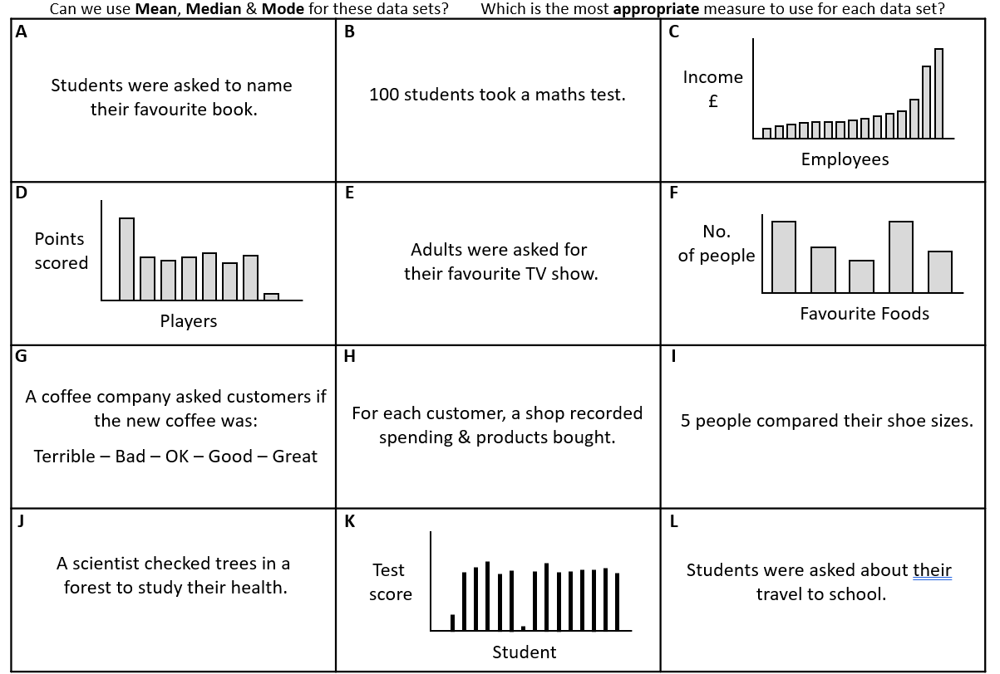 Can we use Mean, Median & Mode for these data sets? Which is the most appropriate measure to use for each data set?
A
Students were asked to name
their favourite book.
B
100 students took a maths test.
C
Income
£
Employees
D
Points
scored
Players
E
Adults were asked for
their favourite TV show.
F
No.
of people
Favourite Foods
G
A coffee company asked customers if
the new coffee was:
Terrible – Bad – OK – Good – Great
H
For each customer, a shop recorded
spending & products bought.
I
5 people compared their shoe sizes.
J
A scientist checked trees in a
forest to study their health.
K
Test
score
Student
L
Students were asked about their
travel to school.